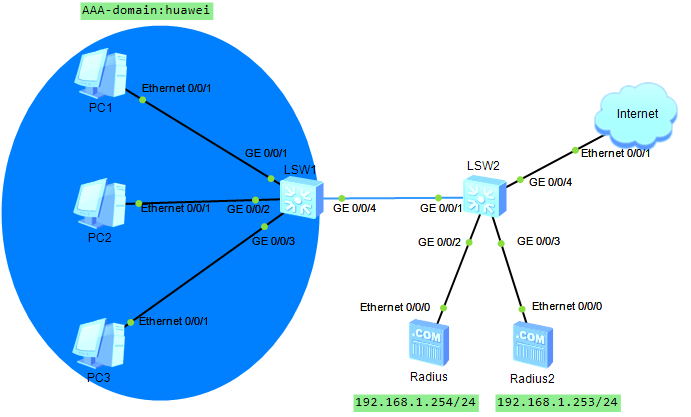 AAA-domain:huawei
Ethernet 0/0/1
PC1
Internet
Ethernet 0/0/1
GE 0/0/1
LSW1
LSW2
GE 0/0/4
Ethernet 0/0/1
GE 0/0/2
GE 0/0/4
GE 0/0/1
PC2
GE 0/0/3
GE 0/0/2
GE 0/0/3
Ethernet 0/0/0
Ethernet 0/0/0
Ethernet 0/0/1
.COM
.COM
PC3
Radius
Radius2
192.168.1.254/24
192.168.1.253/24